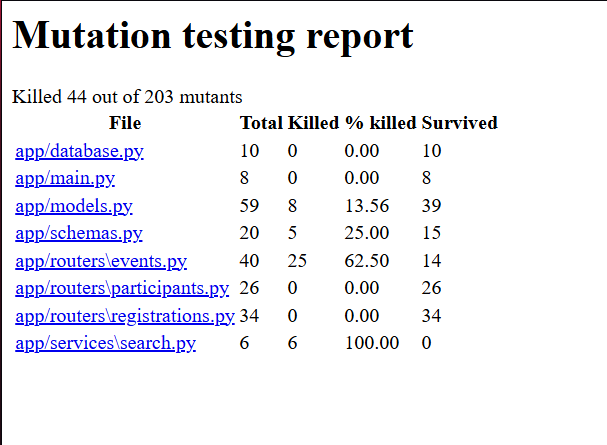 Mutation testing report
Killed 44 out of 203 mutants
File Total Killed % killed Survived
app/database.py 10 0 0.00 10
app/main.py 8 0 0.00 8
app/models.py 59 8 13.56 39
app/schemas.py 20 5 25.00 15
app/routers\events.py 40 25 62.50 14
app/routers\participants.py 26 0 0.00 26
app/routers\registrations.py 34 0 0.00 34
app/services\search.py 6 6 100.00 0